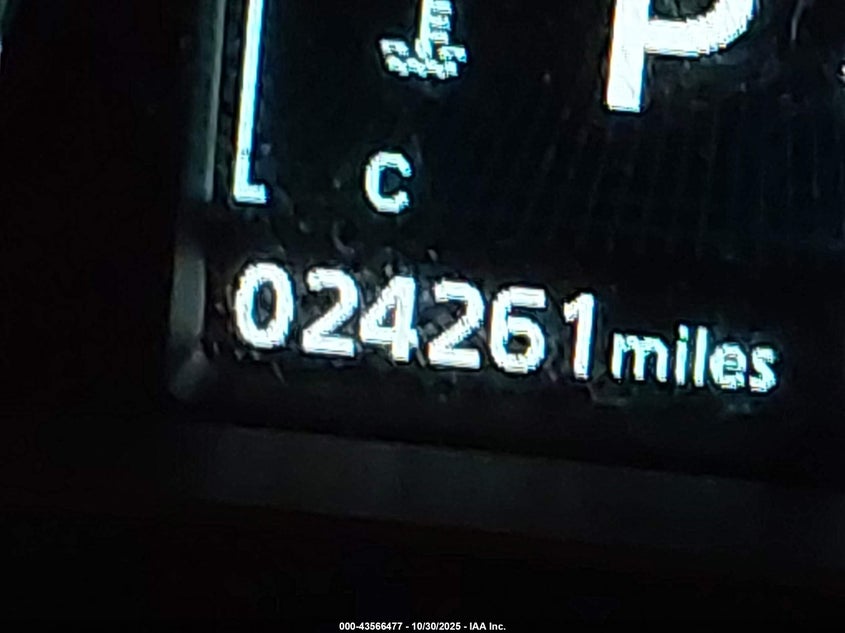 P
C
024261 miles
000-43566477 - 10/30/2025 - IAA Inc.